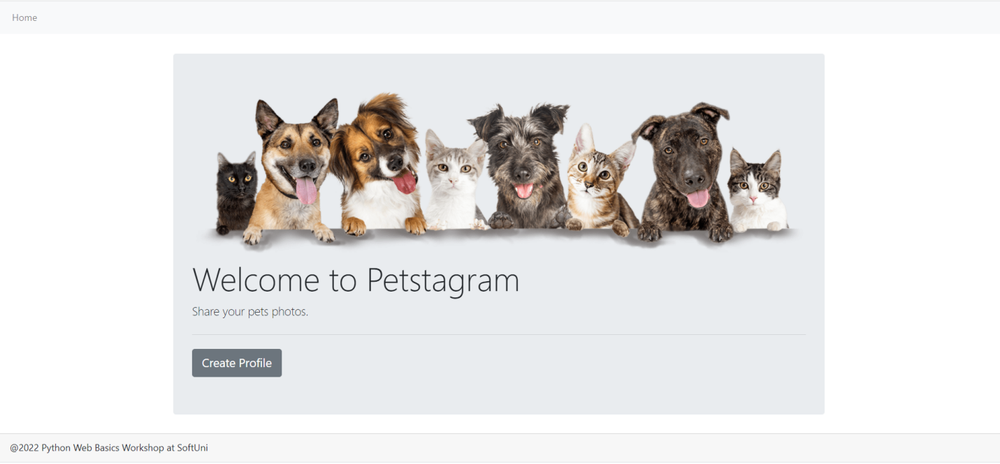 Home
Welcome to Petstagram
Share your pets photos.
Create Profile
@2022 Python Web Basics Workshop at SoftUni